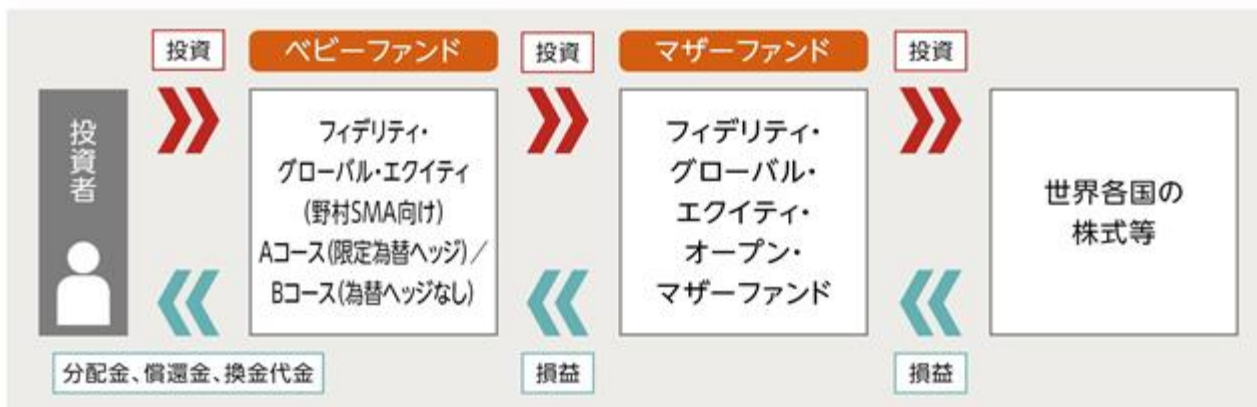 投資
ベビーファンド
投資
マザーファンド
投資
投資者
フィデリティ・
グローバル・エクイティ
(野村SMA向け)
Aコース(限定為替ヘッジ)/
Bコース(為替ヘッジなし)
フィデリティ・
グローバル・
エクイティ・
オープン・
マザーファンド
世界各国の
株式等
分配金、償還金、換金代金
損益
損益